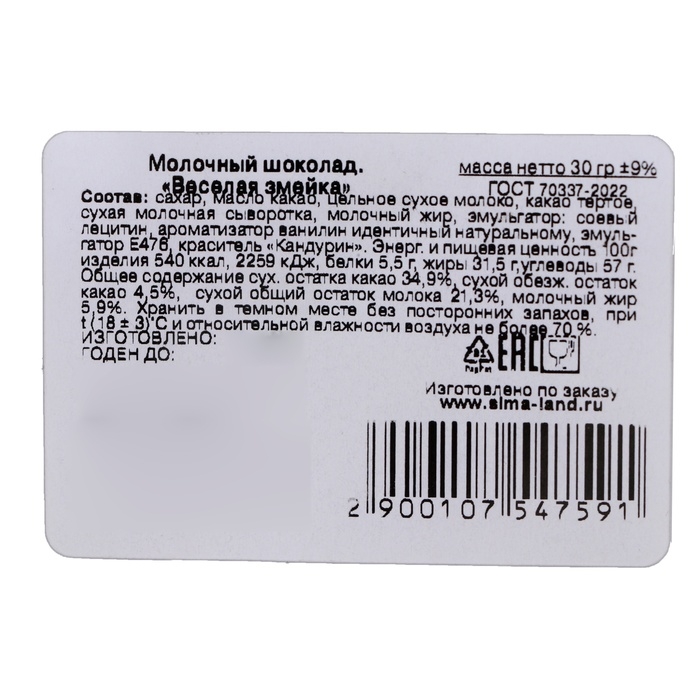 Молочный шоколад.
«Веселая змейка»
масса нетто 30 гр ±9%
ГОСТ 70337-2022
Состав: сахар, масло какао, цельное сухое молоко, какао тертое,
сухая молочная сыворотка, молочный жир, эмульгатор: соевый
лецитин, ароматизатор ванилин идентичный натуральному, эмуль-
гатор Е476, краситель «Кандурин». Энерг. и пищевая ценность 100г
изделия 540 ккал, 2259 кДж, белки 5,5 г, жиры 31,5 г,углеводы 57 г.
Общее содержание сух. остатка какао 34,9%, сухой обезж. остаток
какао 4,5%, сухой общий остаток молока 21,3%, молочный жир
5,9%. Хранить в темном месте без посторонних запахов, при
t (18 ± 3)°С и относительной влажности воздуха не более 70 %.
ИЗГОТОВЛЕНО:
ГОДЕН ДО:
81
PapPet
EAC
Изготовлено по заказу
www.sima-land.ru
2 900107 547591